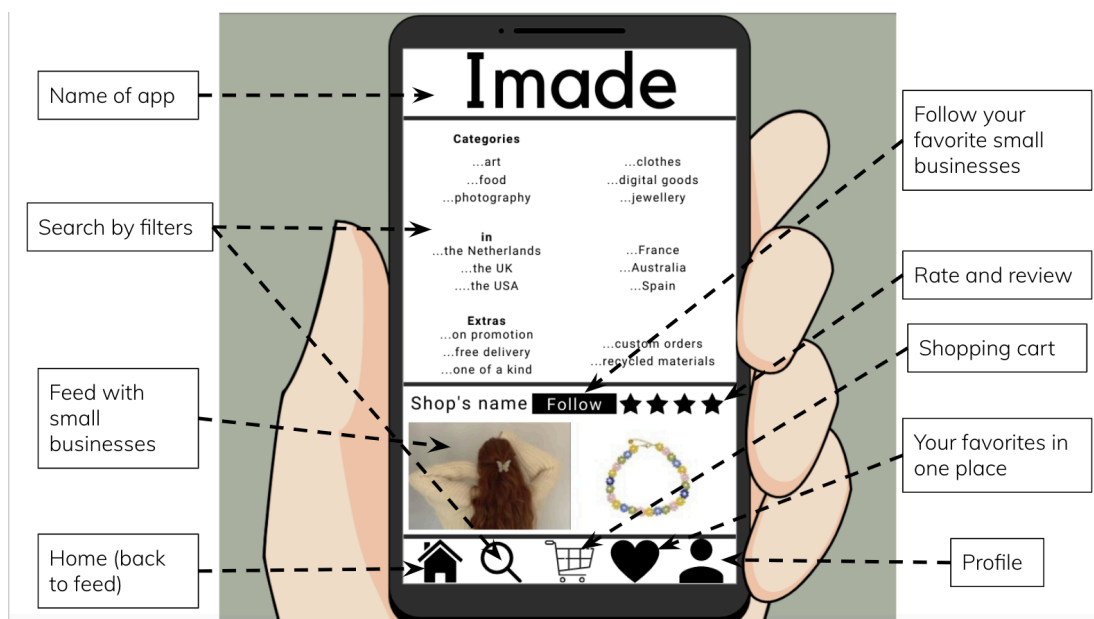 Name of app
Search by filters
Feed with
small
businesses
Home (back
to feed)
Imade
Categories
...art
...food
...photography
...clothes
...digital goods
...jewellery
in
...the Netherlands
...the UK
....the USA
...France
...Australia
...Spain
Extras
...on promotion
...free delivery
...one of a kind
...custom orders
...recycled materials
Shop's name Follow
Follow your
favorite small
businesses
Rate and review
Shopping cart
Your favorites in
one place
Profile